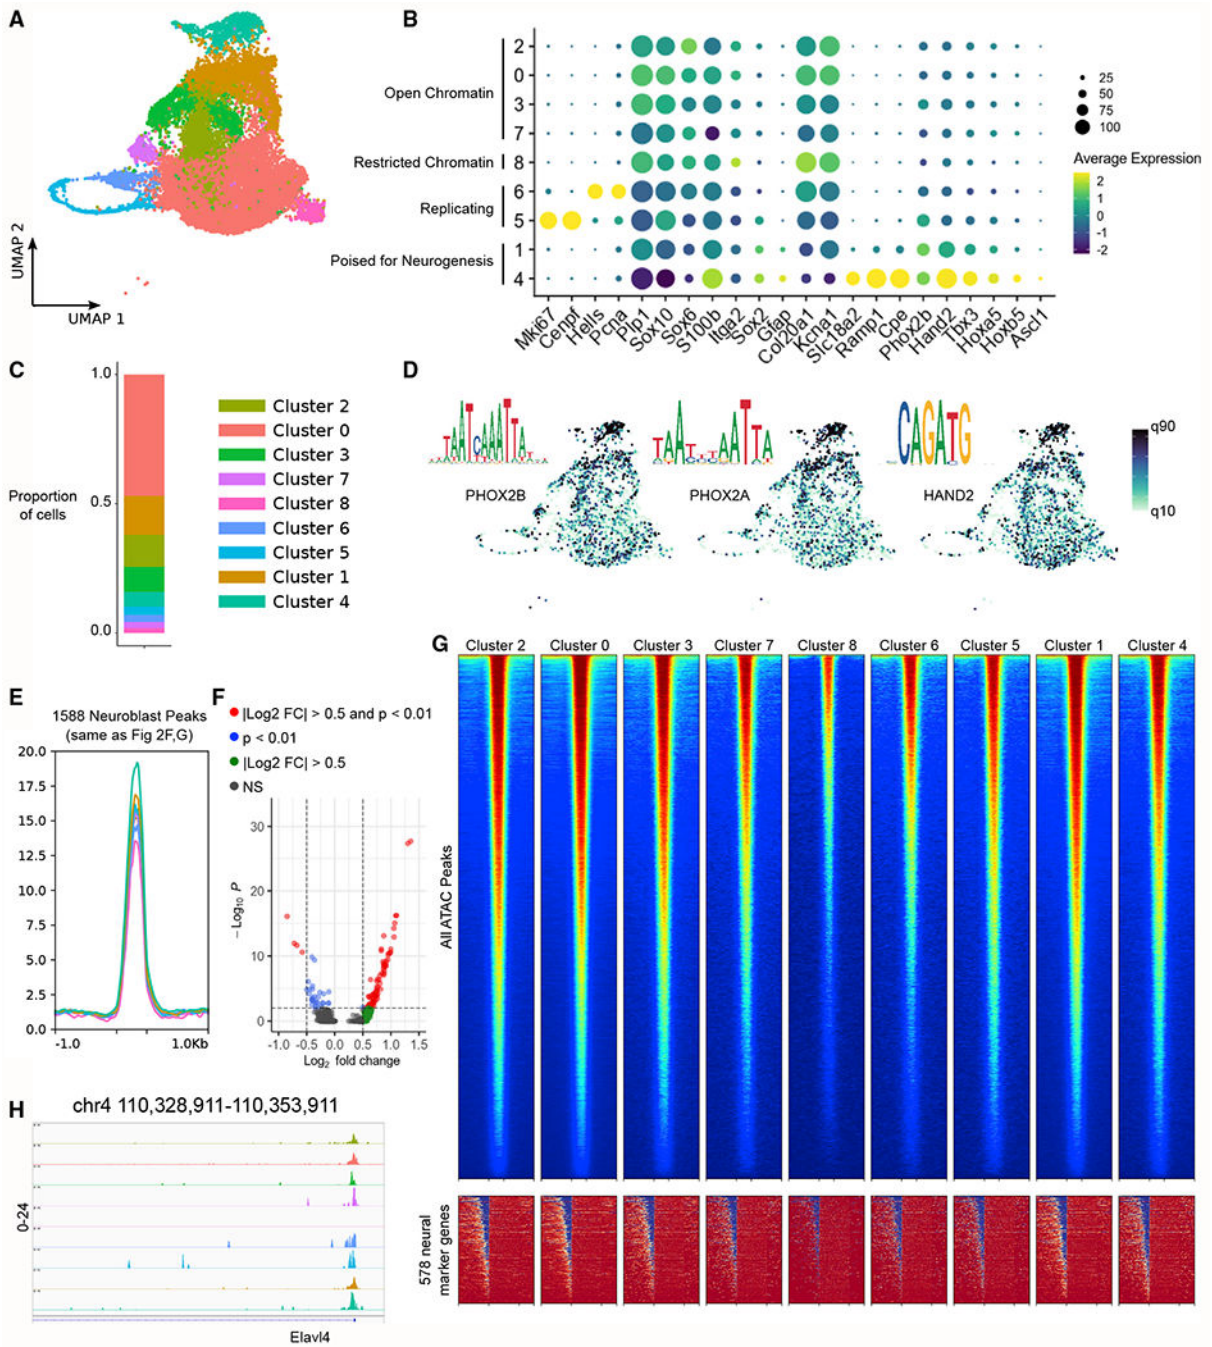 A
UMAP 2
UMAP 1
B
Open Chromatin
Restricted Chromatin
Replicating
Poised for Neurogenesis
2
0
3
7
8
6
5
1
4
Mki67
Cenpf
Hells
Pcna
Plp1
Sox10
Sox6
S100b
Itga2
Sox2
Gfap
Col20a1
Kcna1
Slc18a2
Ramp1
Cpe
Phox2b
Hand2
Tbx3
Hoxa5
Hoxb5
Ascl1
25
50
75
100
Average Expression
2
1
0
-1
-2
C
1.0
0.5
0.0
Proportion
of cells
Cluster 2
Cluster 0
Cluster 3
Cluster 7
Cluster 8
Cluster 6
Cluster 5
Cluster 1
Cluster 4
D
PHOX2B
PHOX2A
CAGATG
HAND2
q90
q10
E
1588 Neuroblast Peaks
(same as Fig 2F,G)
20.0
17.5
15.0
12.5
10.0
7.5
5.0
2.5
0.0
-1.0
1.0Kb
F
|Log2 FC| > 0.5 and p < 0.01
p < 0.01
|Log2 FC| > 0.5
NS
– Log10 P
30
20
10
0
-1.0 -0.5 0.0 0.5 1.0 1.5
Log2 fold change
G
Cluster 2 Cluster 0 Cluster 3 Cluster 7 Cluster 8 Cluster 6 Cluster 5 Cluster 1 Cluster 4
All ATAC Peaks
578 neural
marker genes
H
chr4 110,328,911-110,353,911
0-24
Elavl4